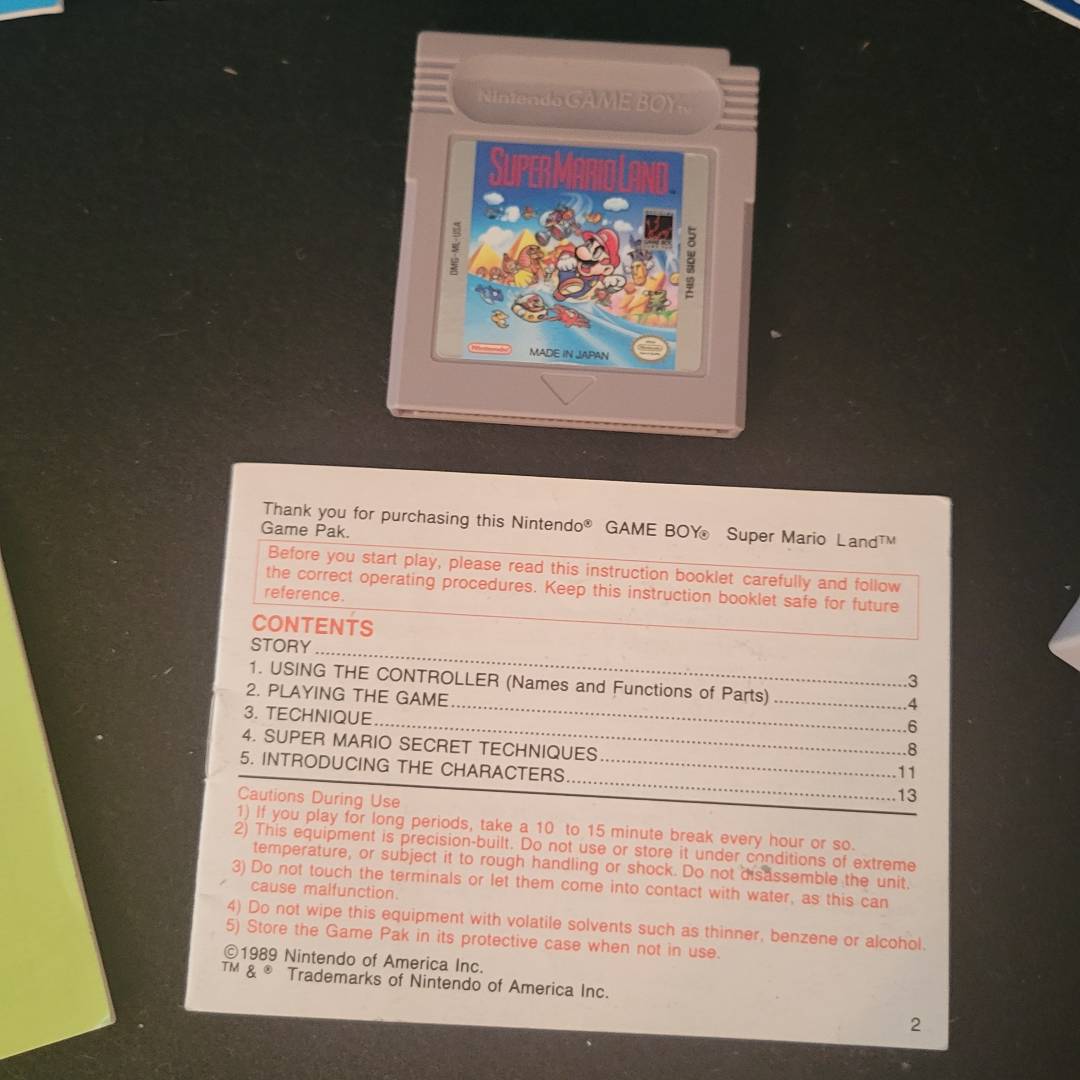 Nintendo GAME BOY TM
SUPER MARIO LAND TM
DMG-ML-USA
THIS SIDE OUT
Nintendo
MADE IN JAPAN
Thank you for purchasing this Nintendo® GAME BOY® Super Mario Land™
Game Pak.
Before you start play, please read this instruction booklet carefully and follow
the correct operating procedures. Keep this instruction booklet safe for future
reference.
CONTENTS
STORY ........................................................................3
1. USING THE CONTROLLER (Names and Functions of Parts) ....................4
2. PLAYING THE GAME........................................................6
3. TECHNIQUE................................................................8
4. SUPER MARIO SECRET TECHNIQUES..........................................11
5. INTRODUCING THE CHARACTERS.............................................13
Cautions During Use
1) If you play for long periods, take a 10 to 15 minute break every hour or so.
2) This equipment is precision-built. Do not use or store it under conditions of extreme
temperature, or subject it to rough handling or shock. Do not disassemble the unit.
3) Do not touch the terminals or let them come into contact with water, as this can
cause malfunction.
4) Do not wipe this equipment with volatile solvents such as thinner, benzene or alcohol.
5) Store the Game Pak in its protective case when not in use.
©1989 Nintendo of America Inc.
TM & ® Trademarks of Nintendo of America Inc.
2